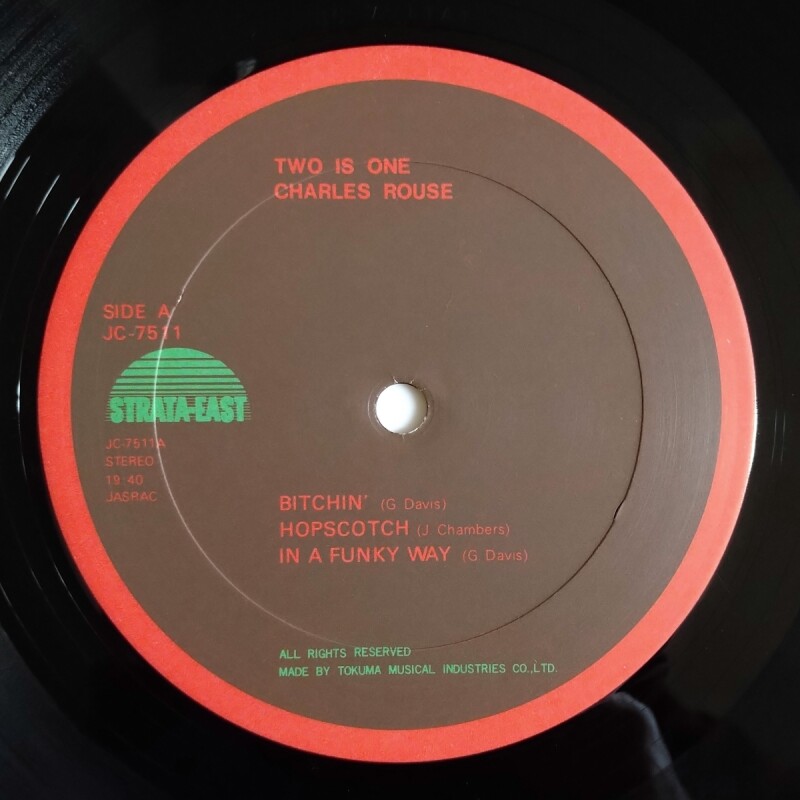 TWO IS ONE
CHARLES ROUSE
SIDE A
JC-7511
STRATA-EAST
JC-7511A
STEREO
19:40
JASRAC
BITCHIN' (G. Davis)
HOPSCOTCH (J. Chambers)
IN A FUNKY WAY (G. Davis)
ALL RIGHTS RESERVED
MADE BY TOKUMA MUSICAL INDUSTRIES CO.,LTD.